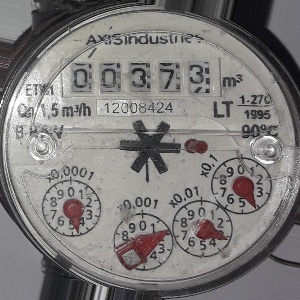 AXISindustries
00373 m³
ETW1
Qn 1,5 m³/h 12008424 LT 1-270
1995
90°C
x0,0001
x0,001
x0,01
x0,1